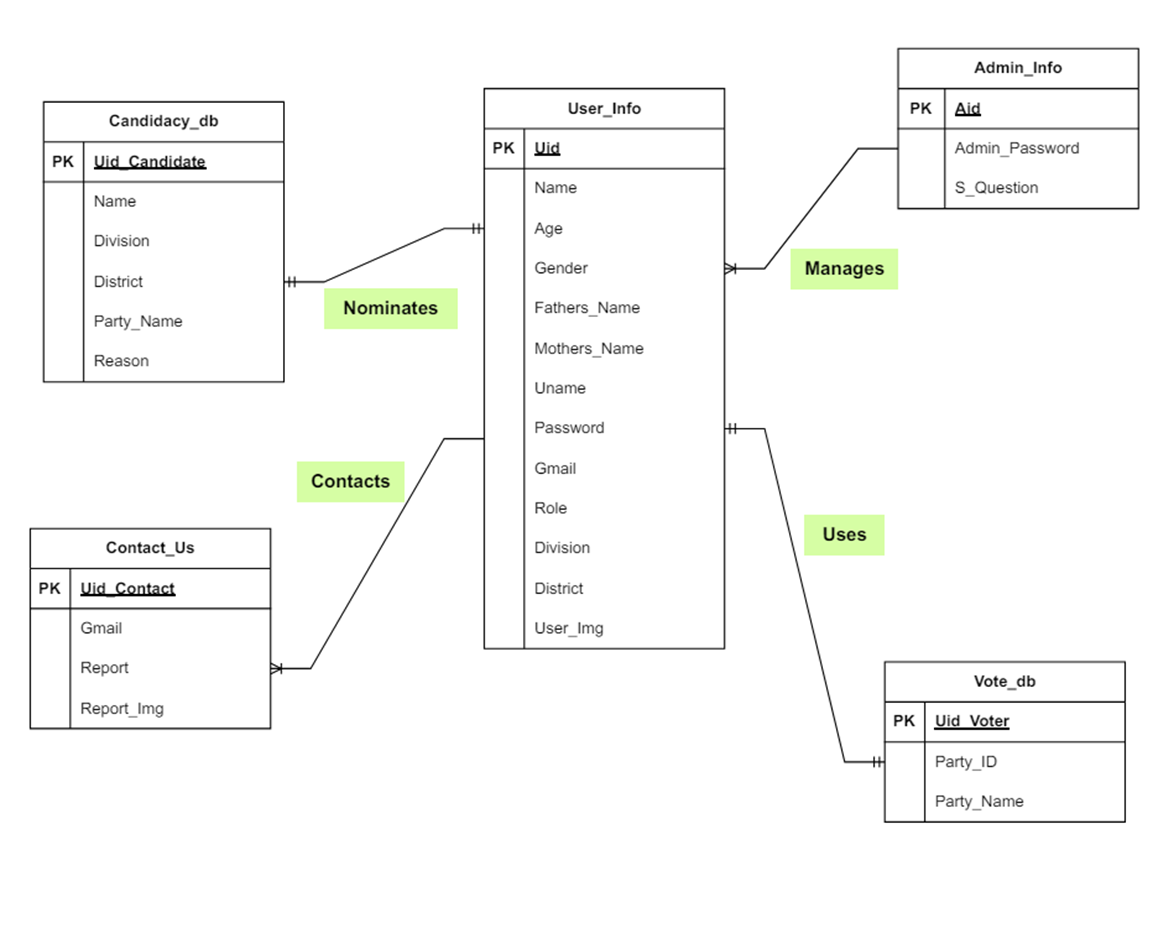 Candidacy_db
PK Uid_Candidate
Name
Division
District
Party_Name
Reason
User_Info
PK Uid
Name
Age
Gender
Fathers_Name
Mothers_Name
Uname
Password
Gmail
Role
Division
District
User_Img
Admin_Info
PK Aid
Admin_Password
S_Question
Nominates
Manages
Contacts
Uses
Contact_Us
PK Uid_Contact
Gmail
Report
Report_Img
Vote_db
PK Uid_Voter
Party_ID
Party_Name